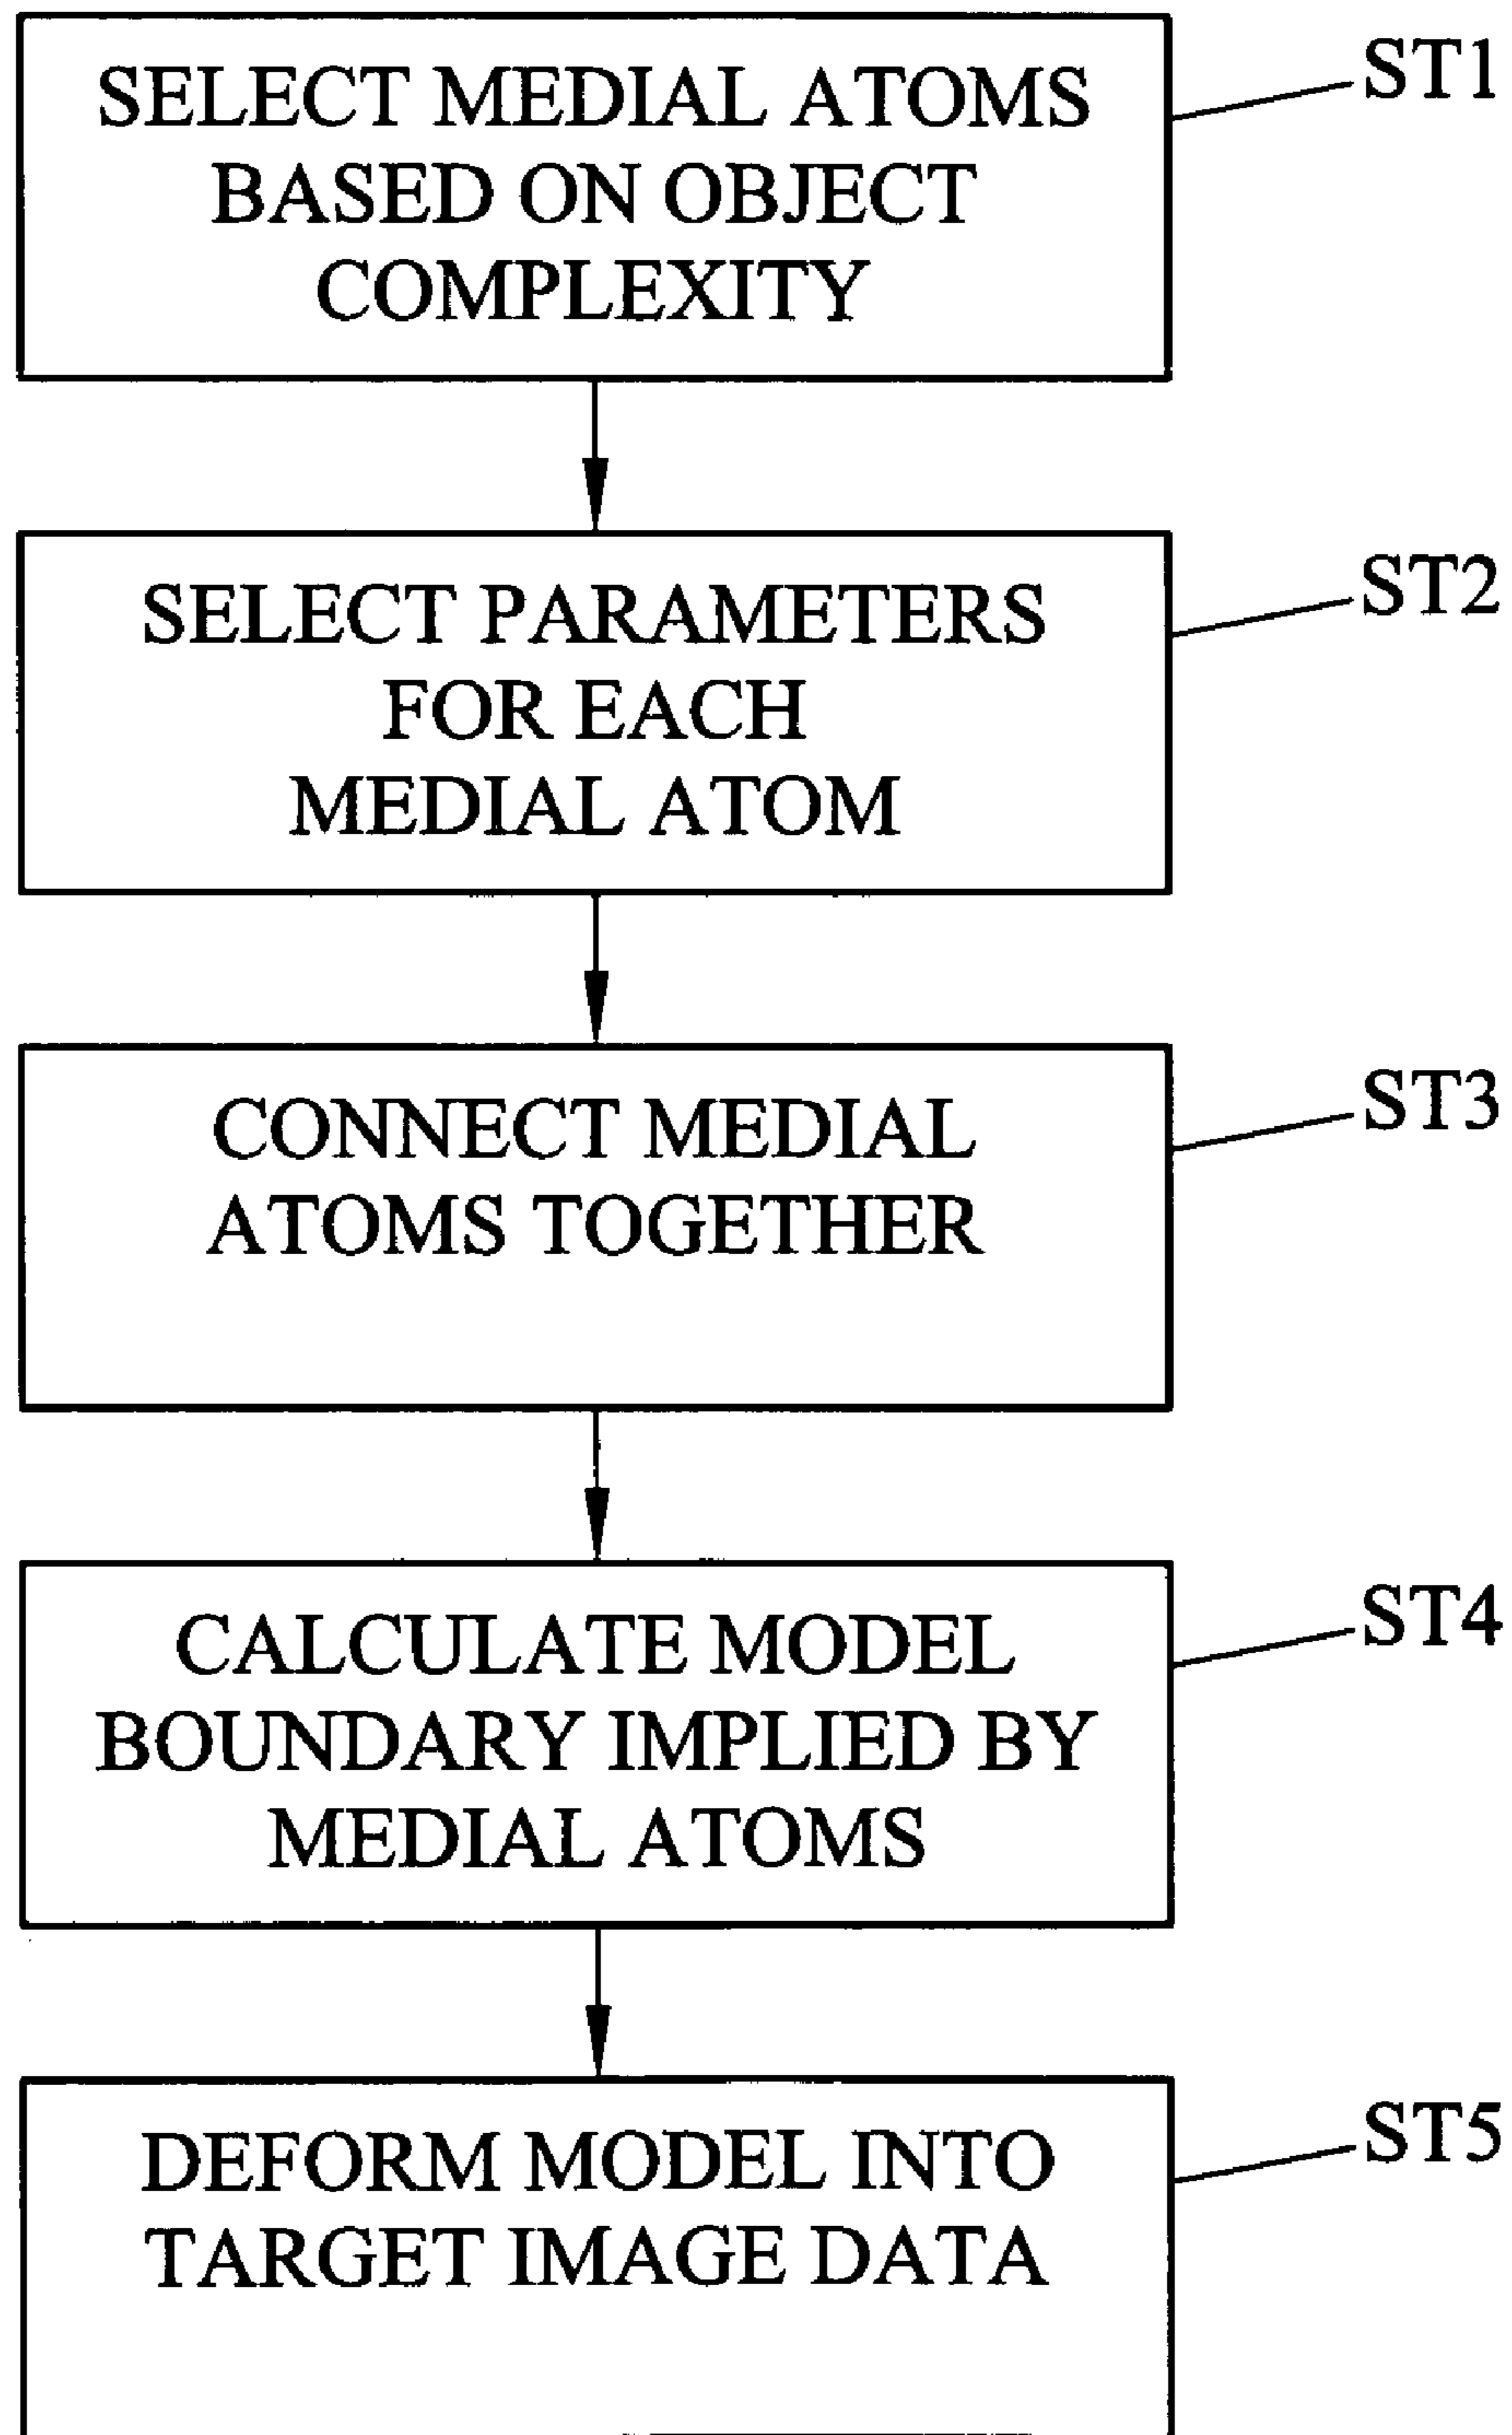 SELECT MEDIAL ATOMS
BASED ON OBJECT
COMPLEXITY
ST1
SELECT PARAMETERS
FOR EACH
MEDIAL ATOM
ST2
CONNECT MEDIAL
ATOMS TOGETHER
ST3
CALCULATE MODEL
BOUNDARY IMPLIED BY
MEDIAL ATOMS
ST4
DEFORM MODEL INTO
TARGET IMAGE DATA
ST5